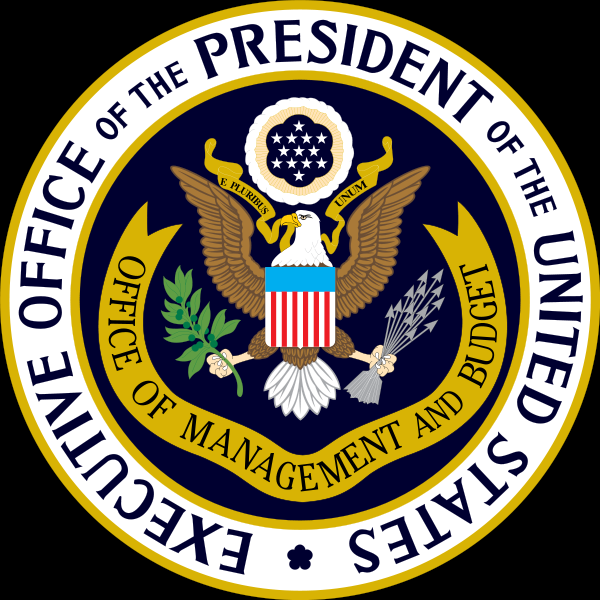 EXECUTIVE OFFICE OF THE PRESIDENT OF THE UNITED STATES
E PLURIBUS UNUM
OFFICE OF MANAGEMENT AND BUDGET